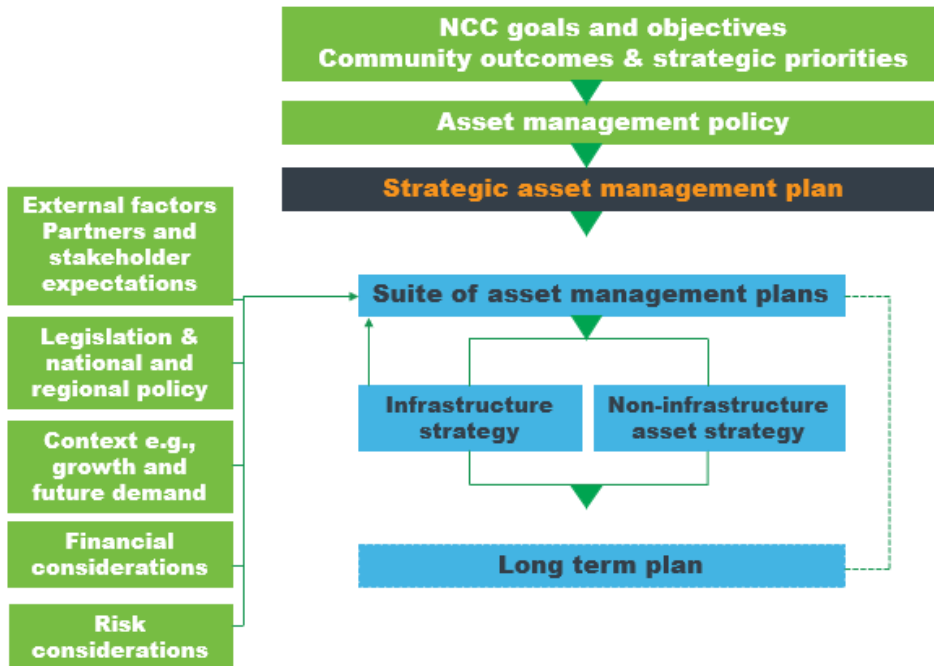 NCC goals and objectives
Community outcomes & strategic priorities
Asset management policy
Strategic asset management plan
External factors
Partners and
stakeholder
expectations
Legislation &
national and
regional policy
Context e.g.,
growth and
future demand
Financial
considerations
Risk
considerations
Suite of asset management plans
Infrastructure
strategy
Non-infrastructure
asset strategy
Long term plan